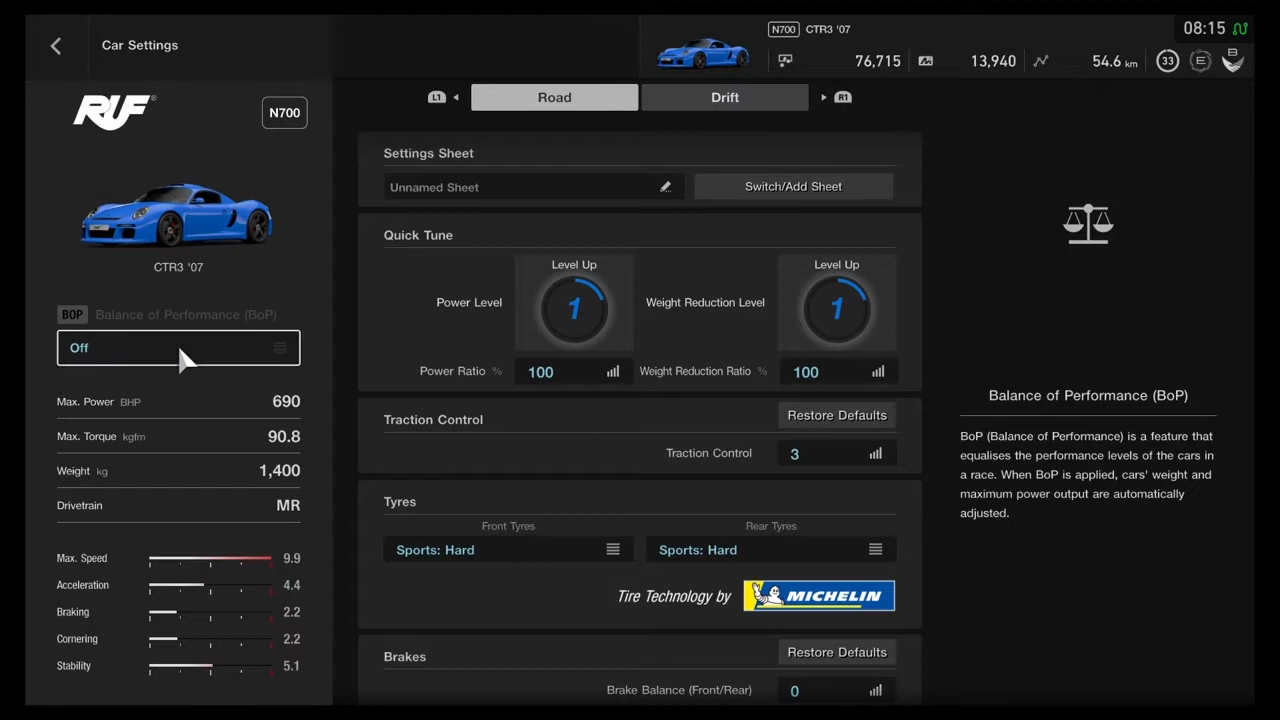 Car Settings
N700 CTR3 '07
08:15
76,715 13,940 54.6 km 33 E B
L1 Road Drift R1
RUF® N700
CTR3 '07
BOP Balance of Performance (BoP)
Off
Max. Power BHP 690
Max. Torque kgfm 90.8
Weight kg 1,400
Drivetrain MR
Max. Speed 9.9
Acceleration 4.4
Braking 2.2
Cornering 2.2
Stability 5.1
Settings Sheet
Unnamed Sheet Switch/Add Sheet
Quick Tune
Level Up Level Up
Power Level 1 Weight Reduction Level 1
Power Ratio % 100 Weight Reduction Ratio % 100
Traction Control Restore Defaults
Traction Control 3
Tyres
Front Tyres Rear Tyres
Sports: Hard Sports: Hard
Tire Technology by MICHELIN
Brakes Restore Defaults
Brake Balance (Front/Rear) 0
Balance of Performance (BoP)
BoP (Balance of Performance) is a feature that
equalises the performance levels of the cars in
a race. When BoP is applied, cars' weight and
maximum power output are automatically
adjusted.